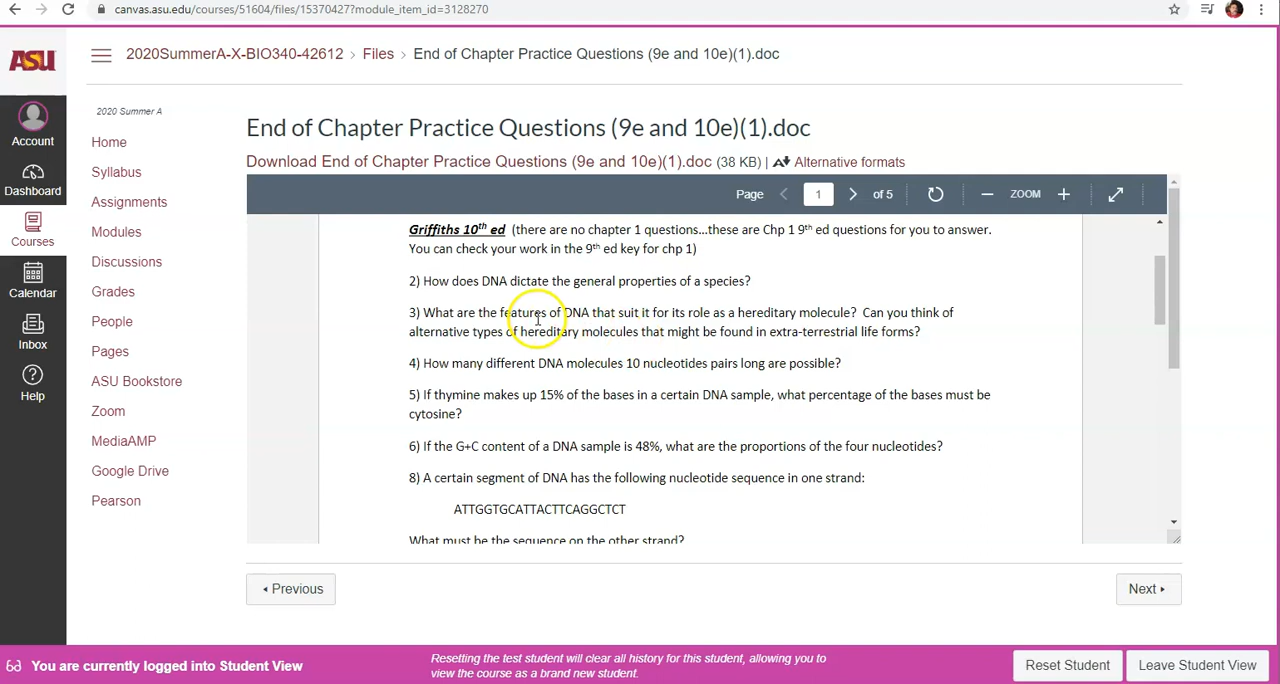 canvas.asu.edu/courses/51604/files/15370427?module_item_id=3128270
ASU
2020SummerA-X-BIO340-42612 > Files > End of Chapter Practice Questions (9e and 10e)(1).doc
Account
Dashboard
Courses
Calendar
Inbox
Help
2020 Summer A
Home
Syllabus
Assignments
Modules
Discussions
Grades
People
Pages
ASU Bookstore
Zoom
MediaAMP
Google Drive
Pearson
End of Chapter Practice Questions (9e and 10e)(1).doc
Download End of Chapter Practice Questions (9e and 10e)(1).doc (38 KB) | Alternative formats
Page < 1 > of 5 — ZOOM +
Griffiths 10th ed (there are no chapter 1 questions…these are Chp 1 9th ed questions for you to answer.
You can check your work in the 9th ed key for chp 1)
2) How does DNA dictate the general properties of a species?
3) What are the features of DNA that suit it for its role as a hereditary molecule? Can you think of
alternative types of hereditary molecules that might be found in extra-terrestrial life forms?
4) How many different DNA molecules 10 nucleotides pairs long are possible?
5) If thymine makes up 15% of the bases in a certain DNA sample, what percentage of the bases must be
cytosine?
6) If the G+C content of a DNA sample is 48%, what are the proportions of the four nucleotides?
8) A certain segment of DNA has the following nucleotide sequence in one strand:
ATTGGTGCATTACTTCAGGCTCT
What must be the sequence on the other strand?
Previous
Next
You are currently logged into Student View
Resetting the test student will clear all history for this student, allowing you to
view the course as a brand new student.
Reset Student
Leave Student View